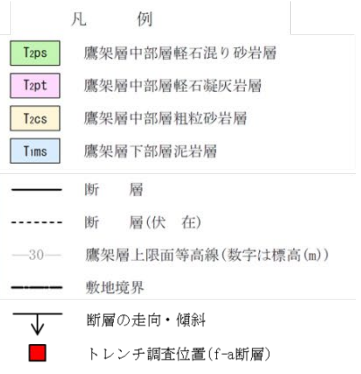 凡　例
T2ps 鷹架層中部層軽石混り砂岩層
T2pt 鷹架層中部層軽石凝灰岩層
T2cs 鷹架層中部層粗粒砂岩層
T1ms 鷹架層下部層泥岩層
断　層
断　層(伏　在)
30 鷹架層上限面等高線(数字は標高(m))
敷地境界
断層の走向・傾斜
トレンチ調査位置(f-a断層)